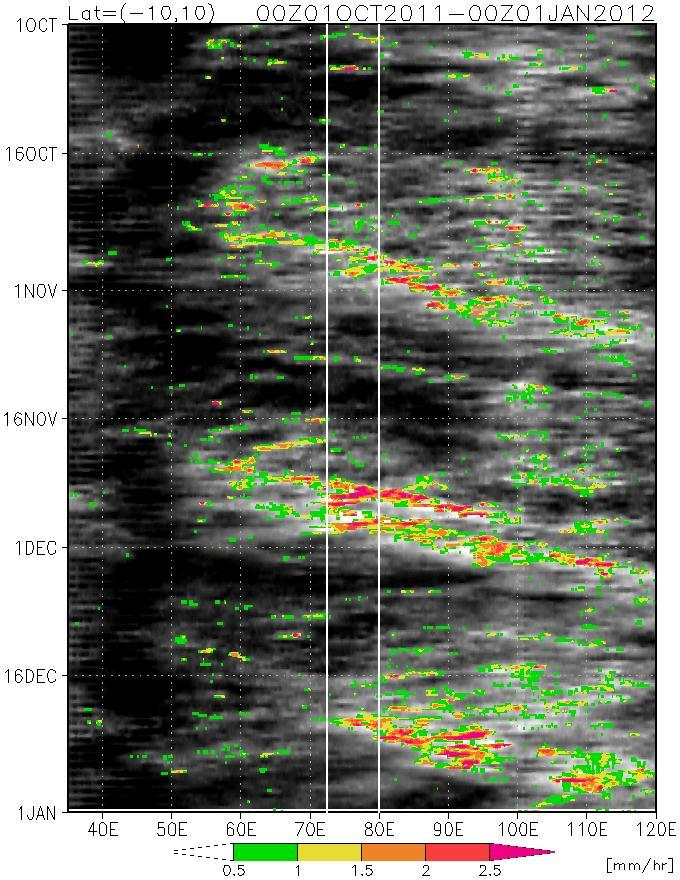 Lat=(-10,10) 00Z01OCT2011-00Z01JAN2012
1OCT
16OCT
1NOV
16NOV
1DEC
16DEC
1JAN
40E 50E 60E 70E 80E 90E 100E 110E 120E
0.5 1 1.5 2 2.5 [mm/hr]